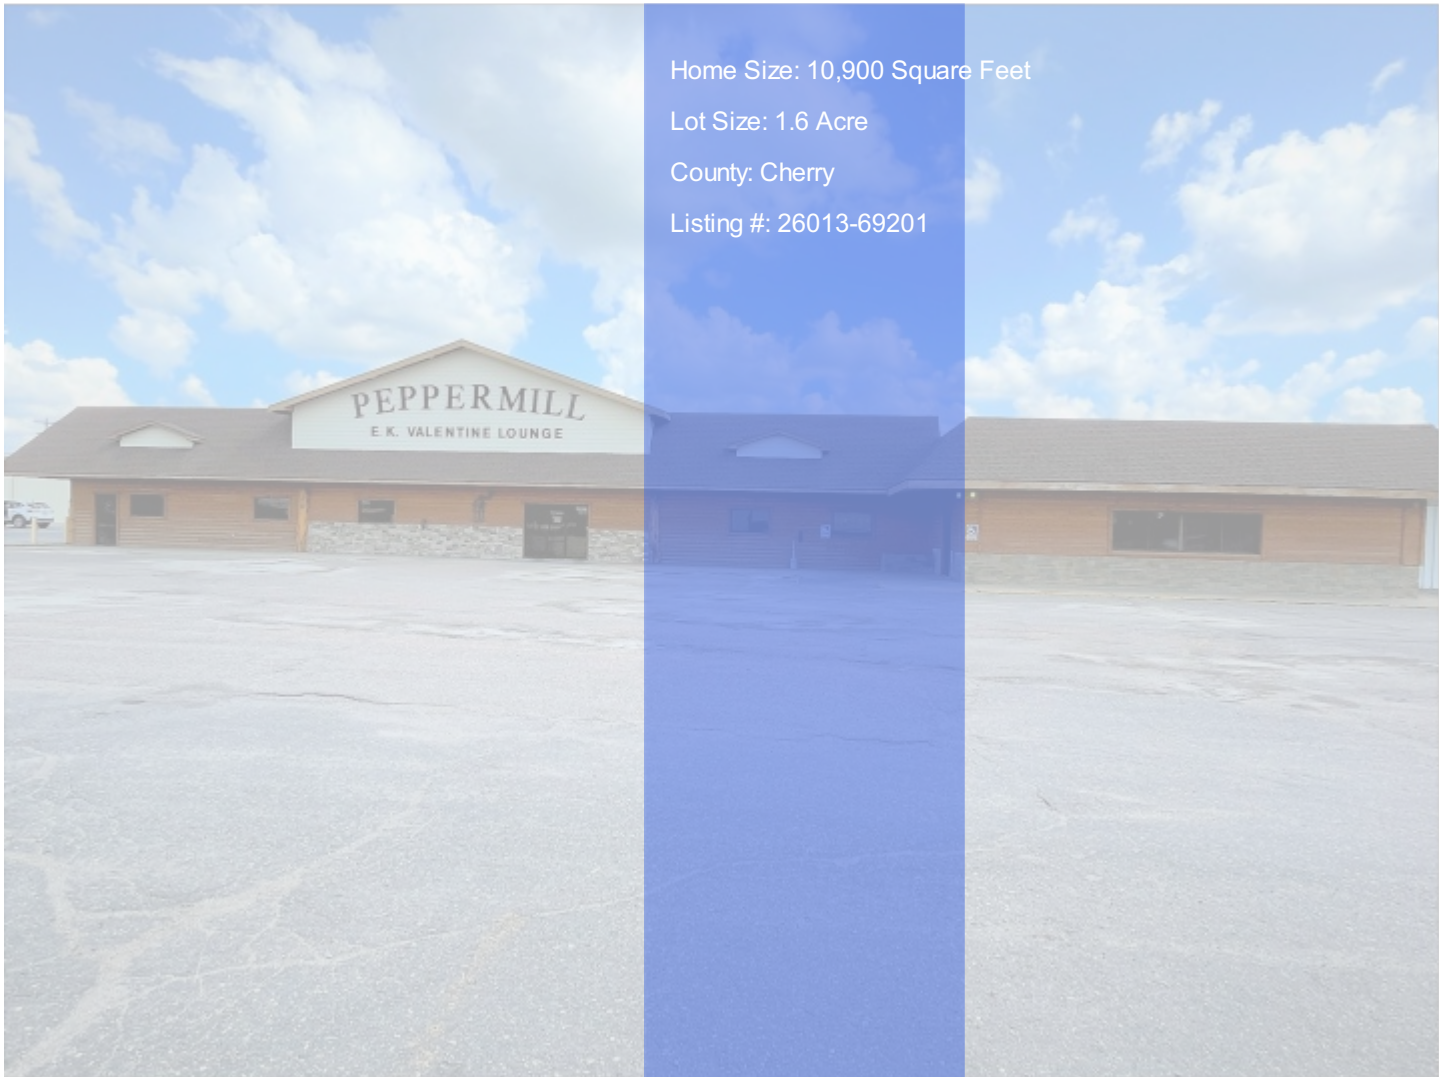 Home Size: 10,900 Square Feet
Lot Size: 1.6 Acre
County: Cherry
Listing #: 26013-69201
PEPPERMILL
E. K. VALENTINE LOUNGE